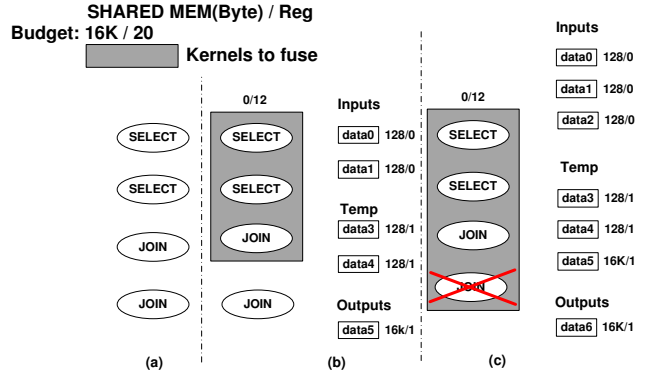 SHARED MEM(Byte) / Reg
Budget: 16K / 20
Kernels to fuse
SELECT
SELECT
JOIN
JOIN
(a)
0/12
SELECT
SELECT
JOIN
JOIN
Inputs
data0 128/0
data1 128/0
Temp
data3 128/1
data4 128/1
Outputs
data5 16k/1
(b)
0/12
SELECT
SELECT
JOIN
JOIN
Inputs
data0 128/0
data1 128/0
data2 128/0
Temp
data3 128/1
data4 128/1
data5 16K/1
Outputs
data6 16K/1
(c)